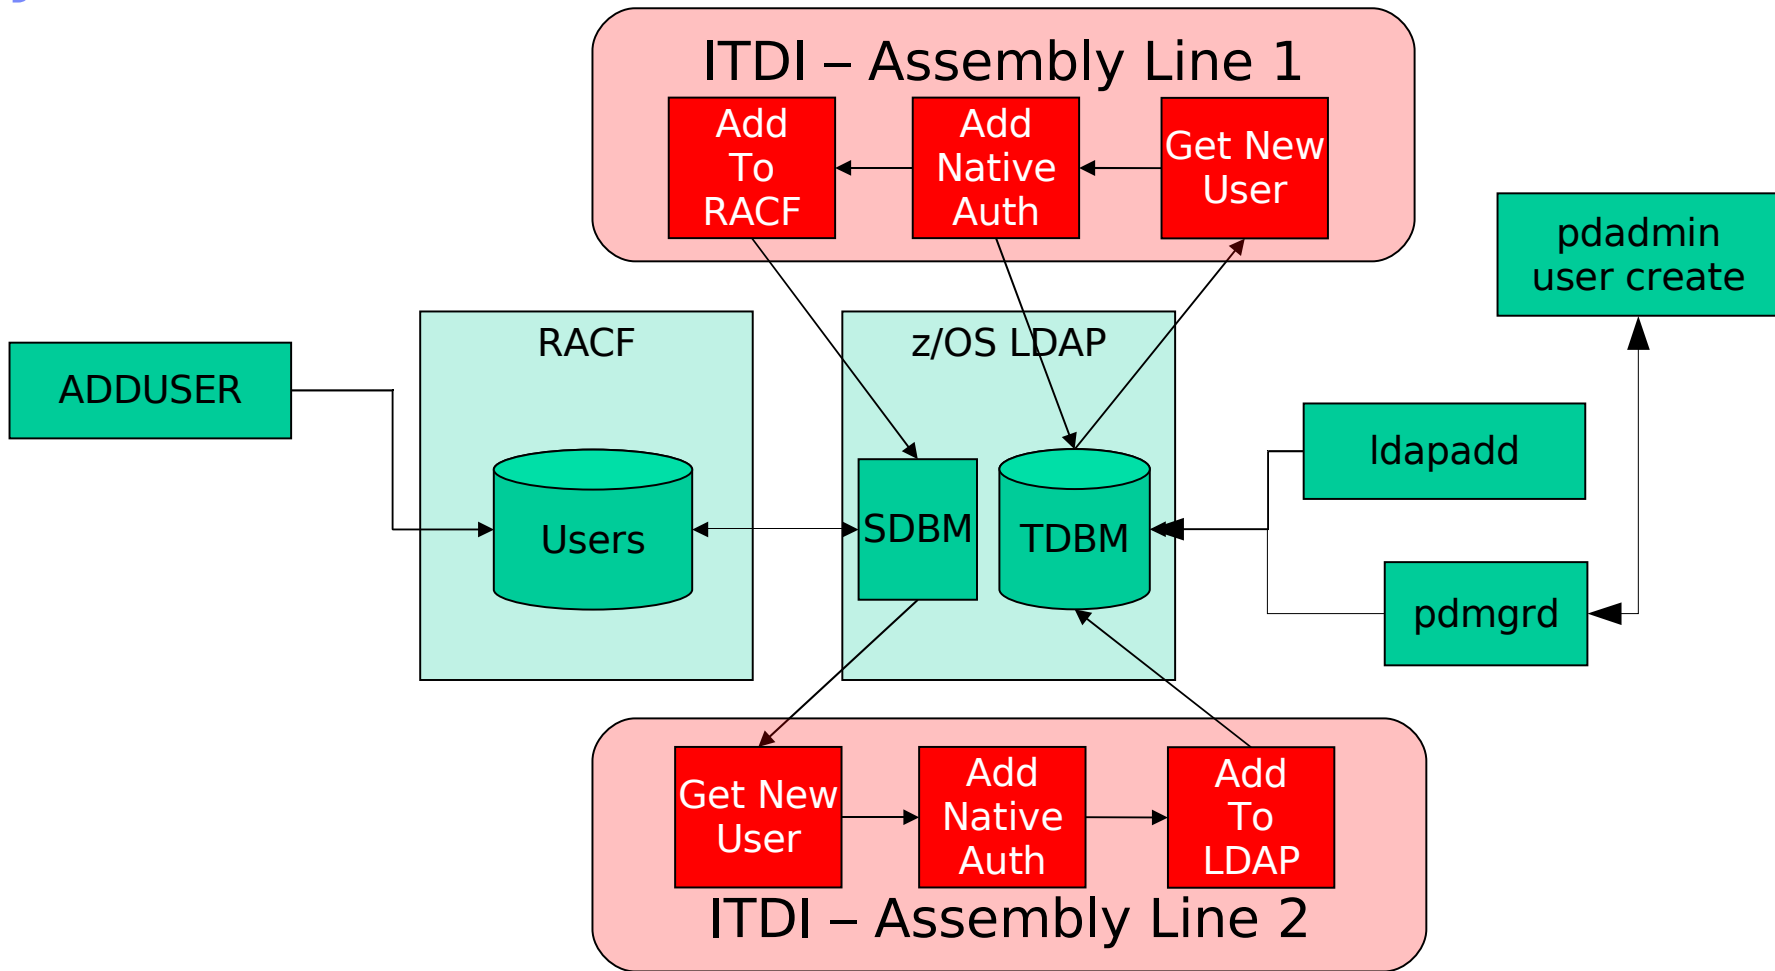 ITDI – Assembly Line 1
Add
To
RACF
Add
Native
Auth
Get New
User
pdadmin
user create
RACF
z/OS LDAP
ADDUSER
ldapadd
Users
SDBM
TDBM
pdmgrd
Get New
User
Add
Native
Auth
Add
To
LDAP
ITDI – Assembly Line 2